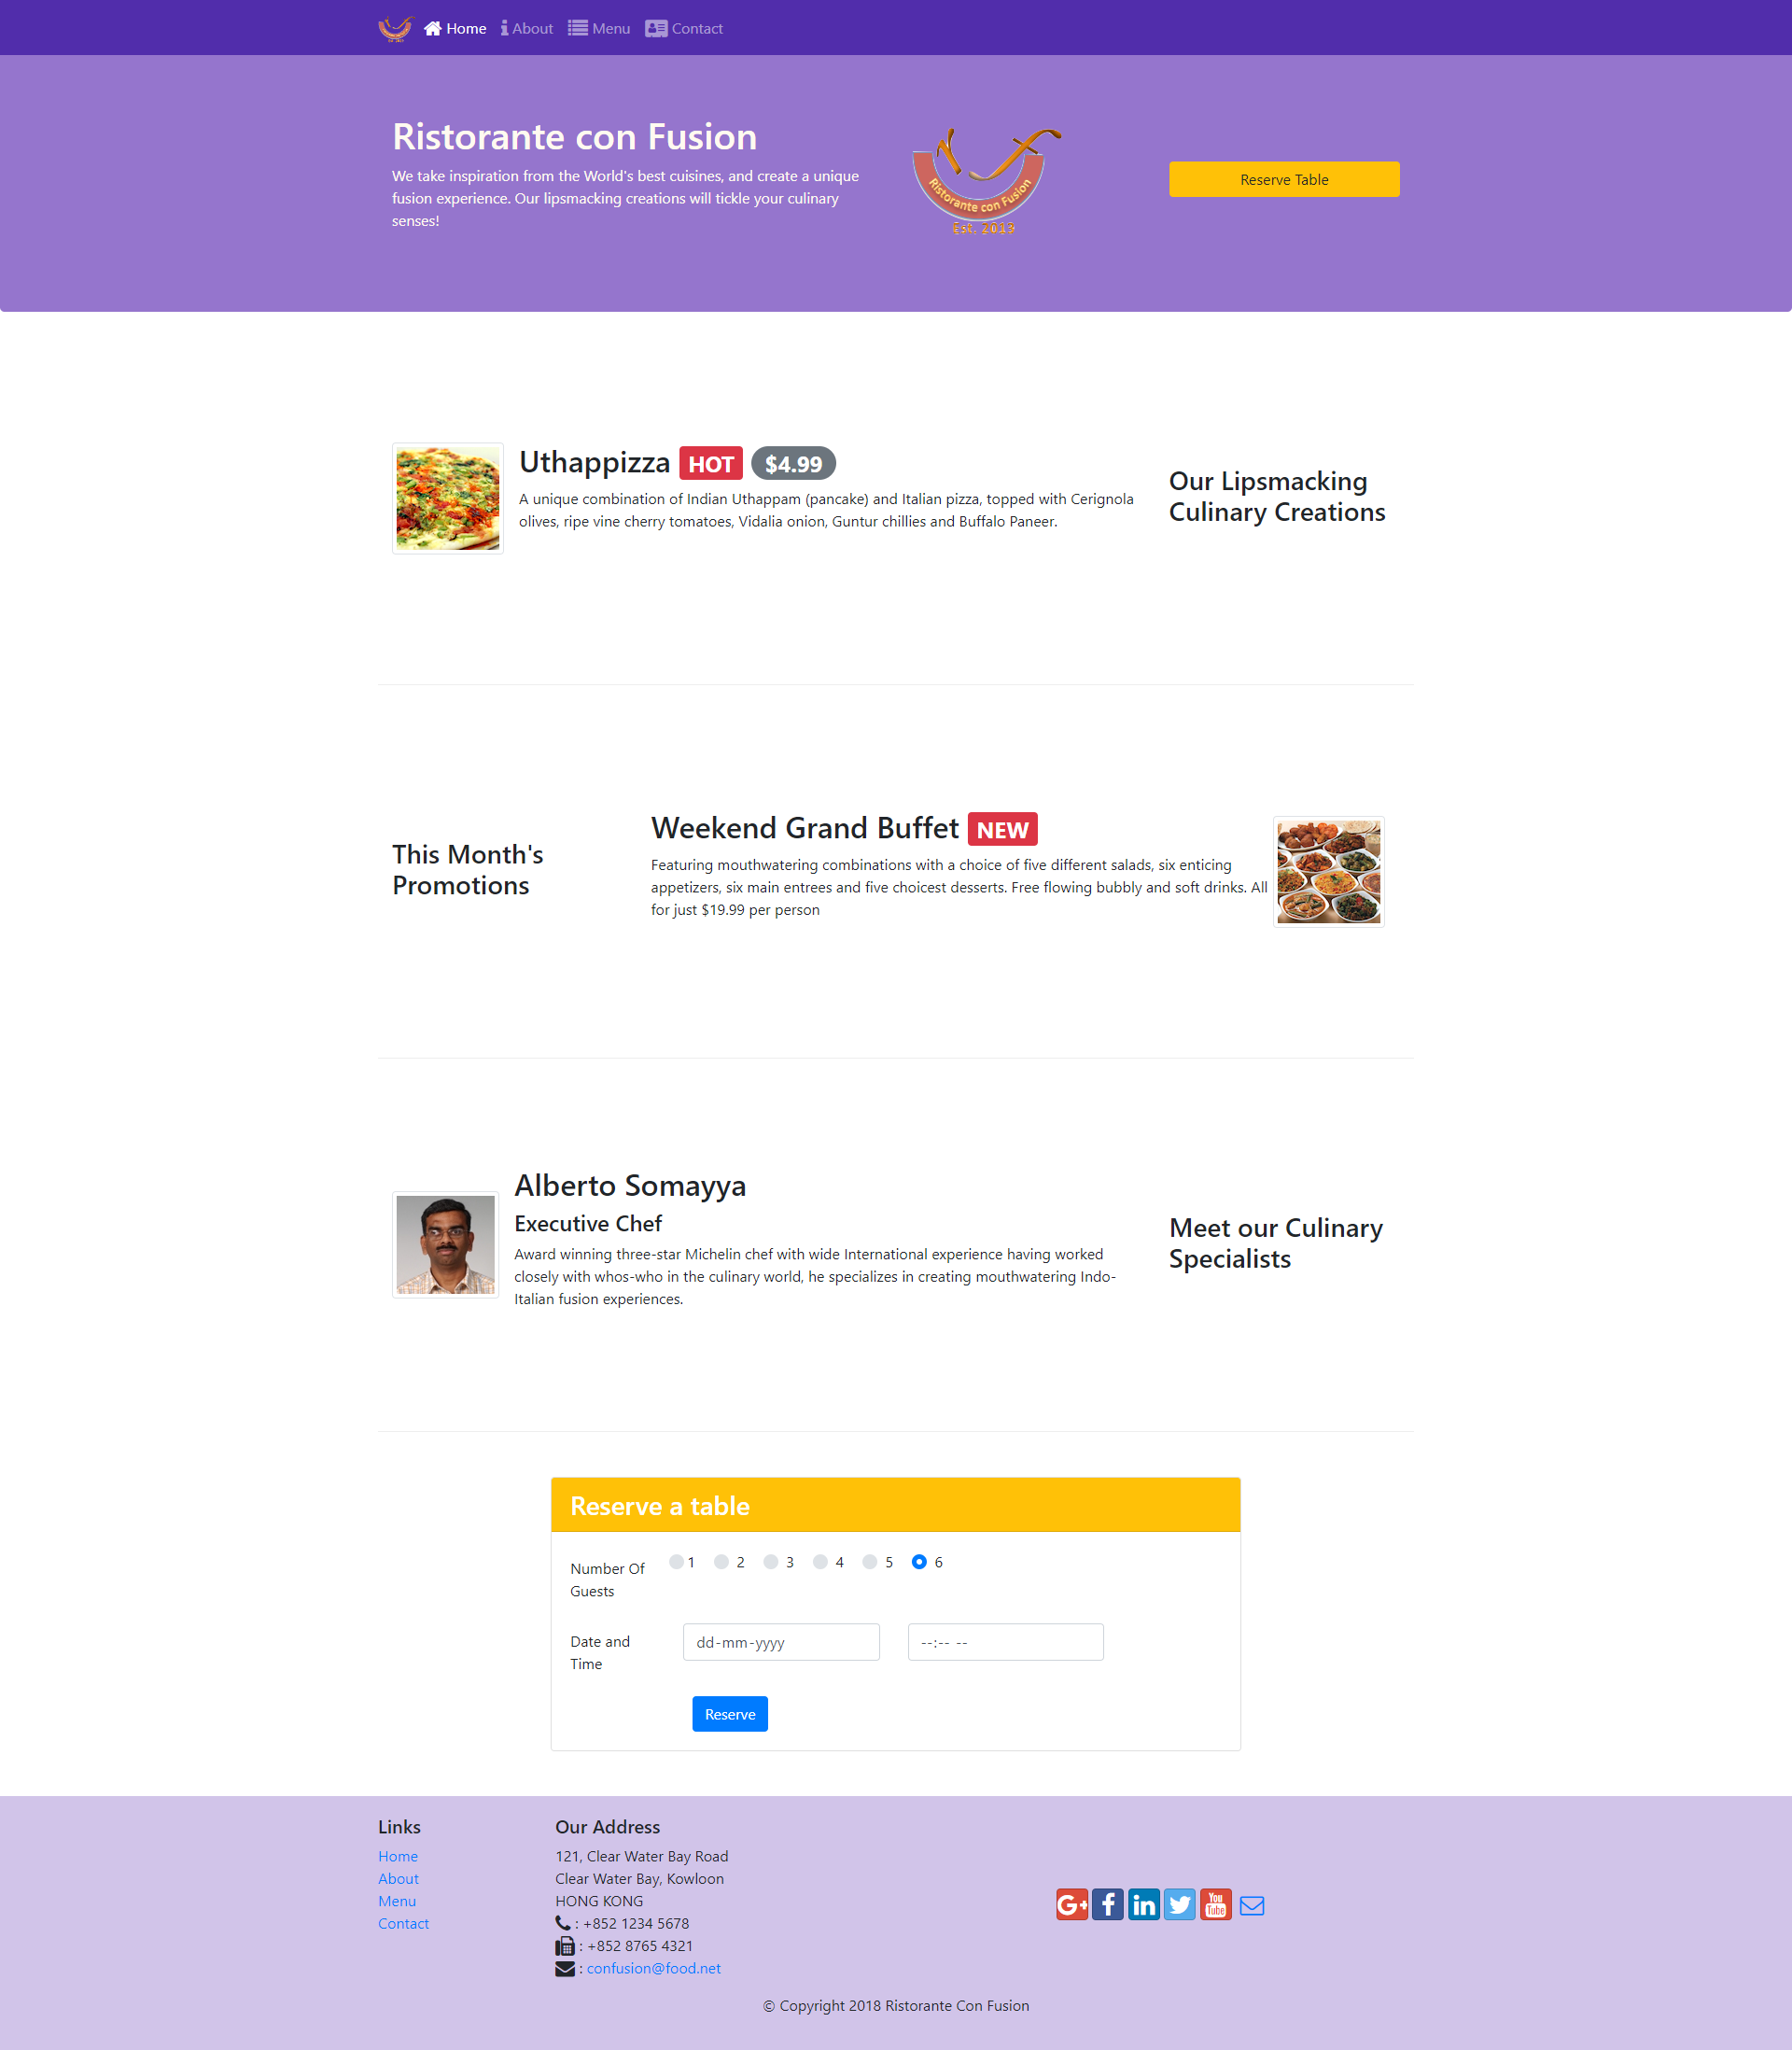 Home About Menu Contact
Ristorante con Fusion
We take inspiration from the World's best cuisines, and create a unique
fusion experience. Our lipsmacking creations will tickle your culinary
senses!
Ristorante con Fusion
Est. 2013
Reserve Table
Uthappizza HOT $4.99
A unique combination of Indian Uthappam (pancake) and Italian pizza, topped with Cerignola
olives, ripe vine cherry tomatoes, Vidalia onion, Guntur chillies and Buffalo Paneer.
Our Lipsmacking
Culinary Creations
This Month's
Promotions
Weekend Grand Buffet NEW
Featuring mouthwatering combinations with a choice of five different salads, six enticing
appetizers, six main entrees and five choicest desserts. Free flowing bubbly and soft drinks. All
for just $19.99 per person
Alberto Somayya
Executive Chef
Award winning three-star Michelin chef with wide International experience having worked
closely with whos-who in the culinary world, he specializes in creating mouthwatering Indo-
Italian fusion experiences.
Meet our Culinary
Specialists
Reserve a table
Number Of
Guests
1 2 3 4 5 6
Date and
Time
dd-mm-yyyy --:-- --
Reserve
Links
Home
About
Menu
Contact
Our Address
121, Clear Water Bay Road
Clear Water Bay, Kowloon
HONG KONG
: +852 1234 5678
: +852 8765 4321
: confusion@food.net
G+ f in You Tube
© Copyright 2018 Ristorante Con Fusion